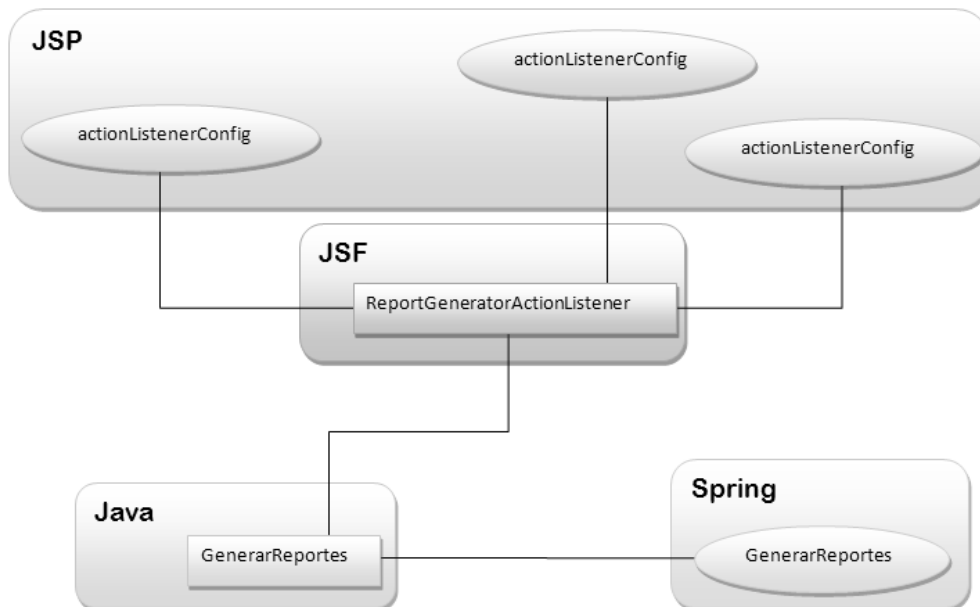 JSP
actionListenerConfig
actionListenerConfig
actionListenerConfig
JSF
ReportGeneratorActionListener
Java
GenerarReportes
Spring
GenerarReportes